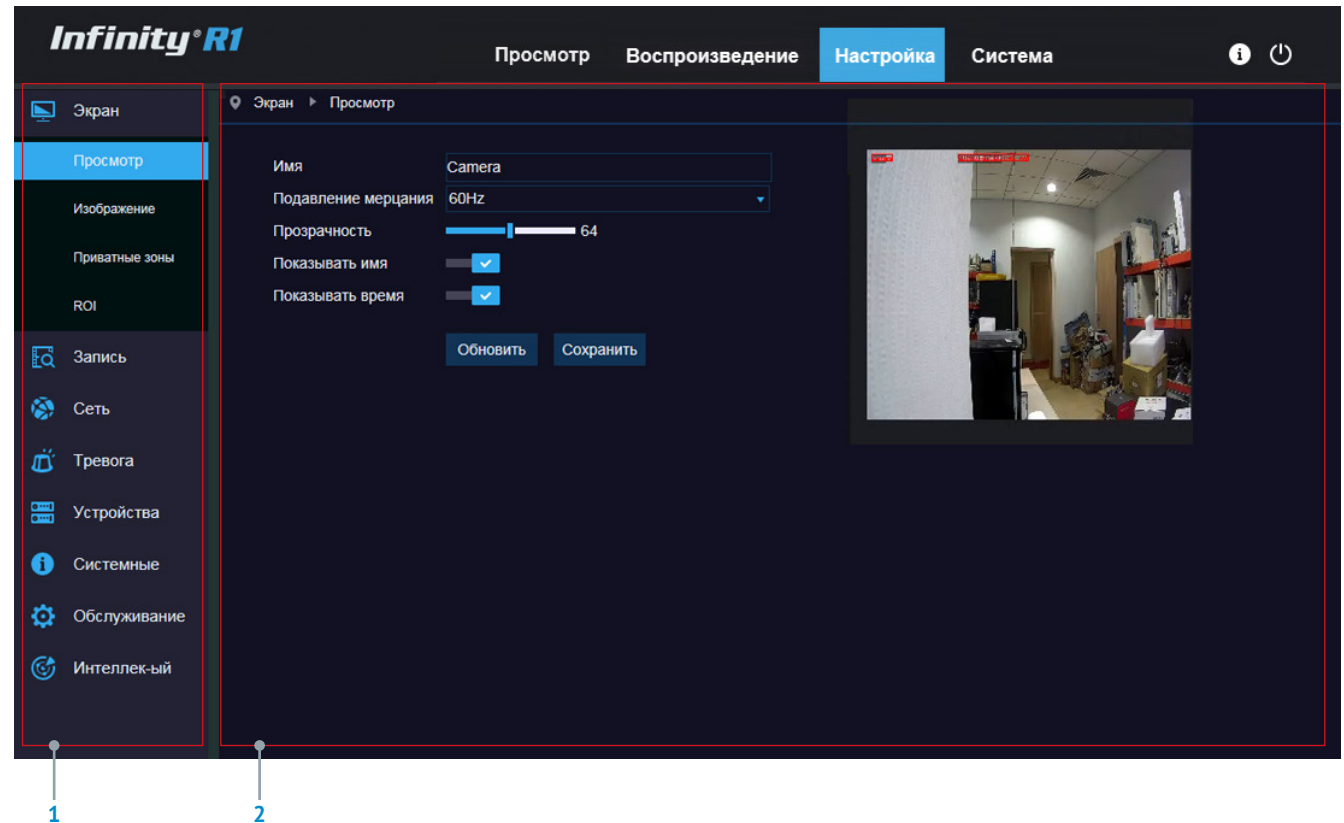 Infinity® R1
Просмотр Воспроизведение Настройка Система
Экран
Просмотр
Изображение
Приватные зоны
ROI
Запись
Сеть
Тревога
Устройства
Системные
Обслуживание
Интеллек-ый
Экран Просмотр
Имя Camera
Подавление мерцания 60Hz
Прозрачность 64
Показывать имя
Показывать время
Обновить Сохранить
1 2